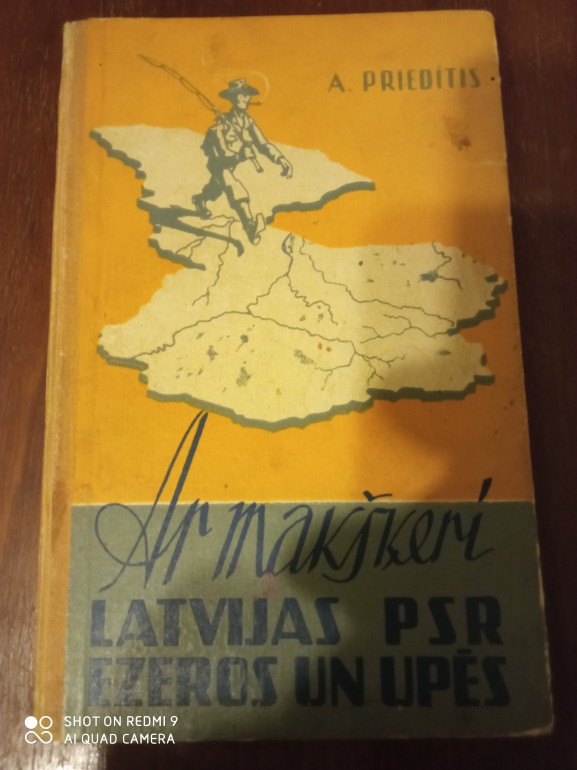 A. PRIEDĪTIS
Ar makšķeri
LATVIJAS PSR
EZEROS UN UPĒS
SHOT ON REDMI 9
AI QUAD CAMERA